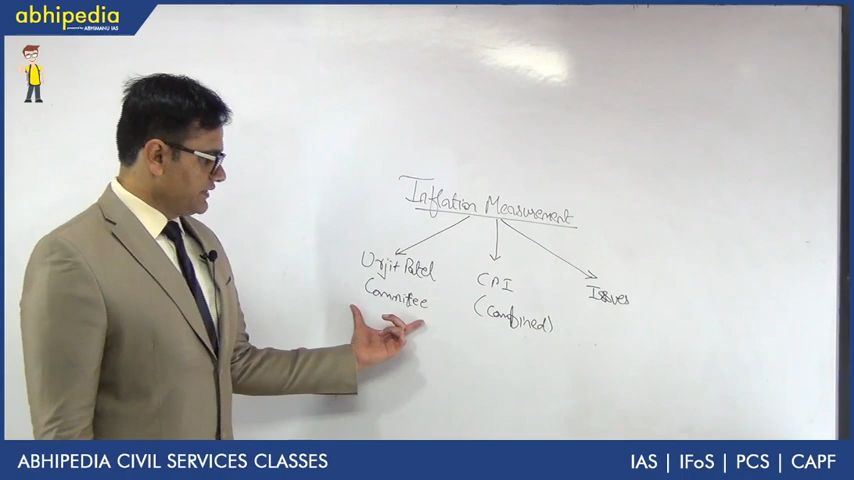 abhipedia
powered by ABHIMANU IAS
Inflation Measurement
Urjit Patel
Committee
CPI
(Combined)
Issues
ABHIPEDIA CIVIL SERVICES CLASSES
IAS | IFoS | PCS | CAPF